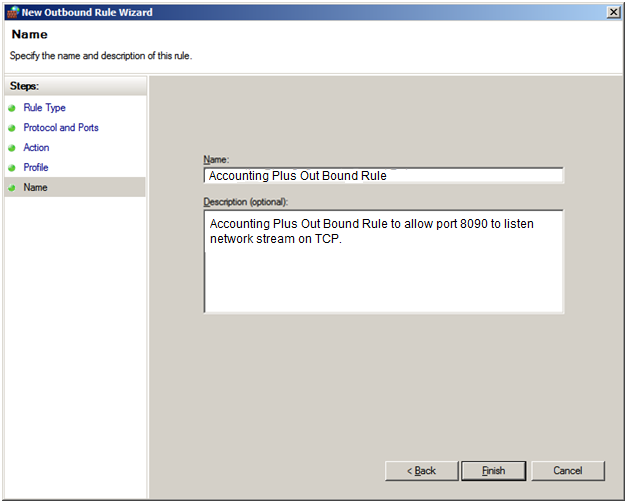 New Outbound Rule Wizard
Name
Specify the name and description of this rule.
Steps:
Rule Type
Protocol and Ports
Action
Profile
Name
Name:
Accounting Plus Out Bound Rule
Description (optional):
Accounting Plus Out Bound Rule to allow port 8090 to listen
network stream on TCP.
< Back
Finish
Cancel